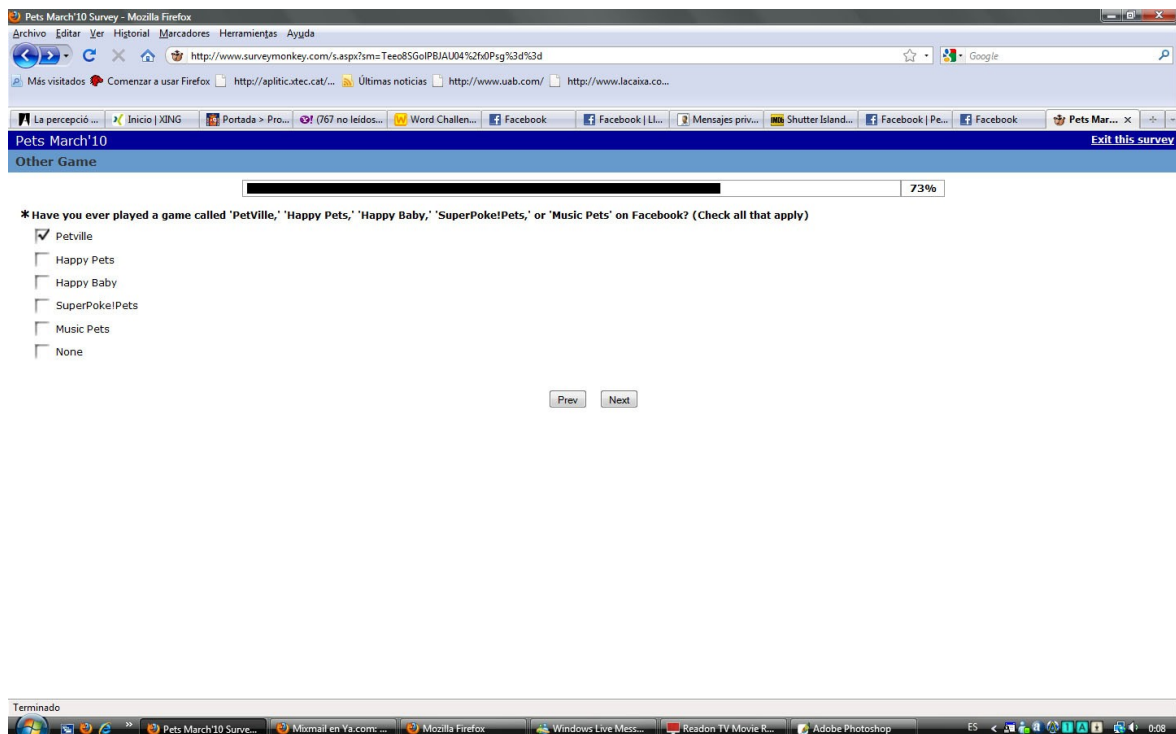 Pets March'10 Survey - Mozilla Firefox
Archivo Editar Ver Historial Marcadores Herramientas Ayuda
http://www.surveymonkey.com/s.aspx?sm=Teeo8SGoIPBJAU04%2fx0Psg%3d%3d
Google
Más visitados Comenzar a usar Firefox http://aplitic.xtec.cat/... Últimas noticias http://www.uab.com/ http://www.lacaixa.co...
La percepció ... Inicio | XING Portada > Pro... (767 no leídos... Word Challen... Facebook Facebook | Ll... Mensajes priv... Shutter Island... Facebook | Pe... Facebook Pets Mar...
Pets March'10 Exit this survey
Other Game
73%
* Have you ever played a game called 'PetVille,' 'Happy Pets,' 'Happy Baby,' 'SuperPoke!Pets,' or 'Music Pets' on Facebook? (Check all that apply)
Petville
Happy Pets
Happy Baby
SuperPoke!Pets
Music Pets
None
Prev Next
Terminado
Pets March'10 Surve... Mixmail en Ya.com: ... Mozilla Firefox Windows Live Mess... Readon TV Movie R... Adobe Photoshop ES 0:08